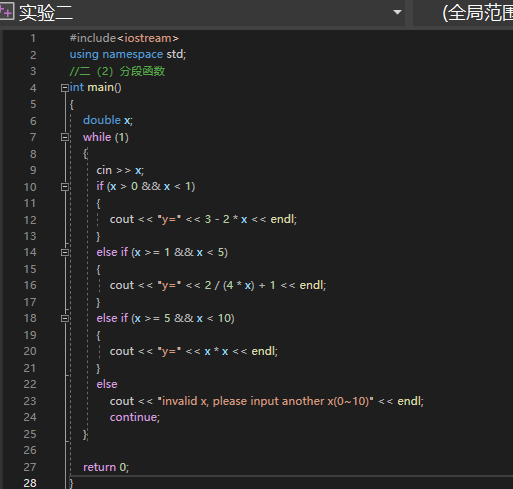 实验二 (全局范围
1 #include<iostream>
2 using namespace std;
3 //二（2）分段函数
4 int main()
5 {
6 double x;
7 while (1)
8 {
9 cin >> x;
10 if (x > 0 && x < 1)
11 {
12 cout << "y=" << 3 - 2 * x << endl;
13 }
14 else if (x >= 1 && x < 5)
15 {
16 cout << "y=" << 2 / (4 * x) + 1 << endl;
17 }
18 else if (x >= 5 && x < 10)
19 {
20 cout << "y=" << x * x << endl;
21 }
22 else
23 cout << "invalid x, please input another x(0~10)" << endl;
24 continue;
25 }
26
27 return 0;
28 }